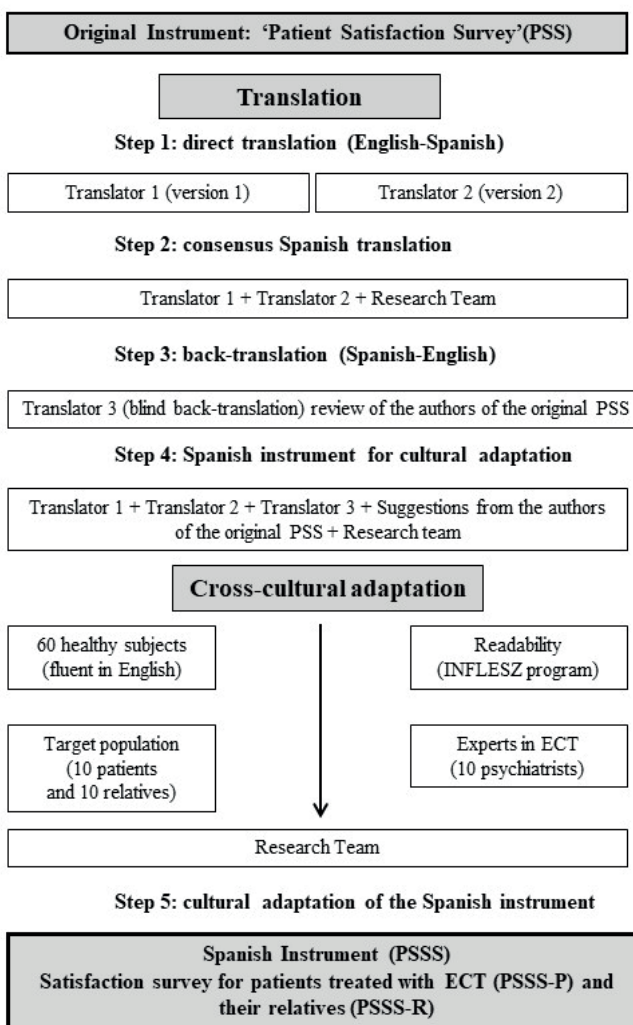 Original Instrument: ‘Patient Satisfaction Survey’(PSS)
Translation
Step 1: direct translation (English-Spanish)
Translator 1 (version 1)
Translator 2 (version 2)
Step 2: consensus Spanish translation
Translator 1 + Translator 2 + Research Team
Step 3: back-translation (Spanish-English)
Translator 3 (blind back-translation) review of the authors of the original PSS
Step 4: Spanish instrument for cultural adaptation
Translator 1 + Translator 2 + Translator 3 + Suggestions from the authors
of the original PSS + Research team
Cross-cultural adaptation
60 healthy subjects
(fluent in English)
Readability
(INFLESZ program)
Target population
(10 patients
and 10 relatives)
Experts in ECT
(10 psychiatrists)
Research Team
Step 5: cultural adaptation of the Spanish instrument
Spanish Instrument (PSSS)
Satisfaction survey for patients treated with ECT (PSSS-P) and
their relatives (PSSS-R)